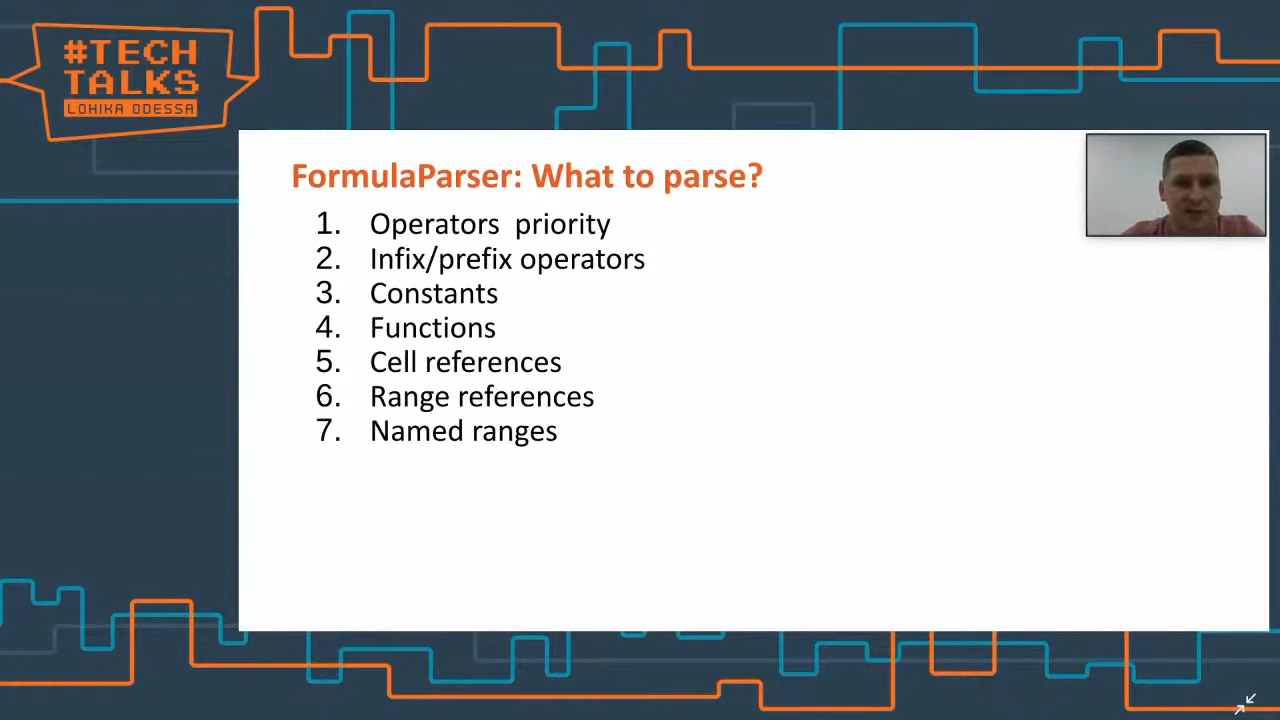 #TECH
TALKS
LOHIKA ODESSA
FormulaParser: What to parse?
1. Operators  priority
2. Infix/prefix operators
3. Constants
4. Functions
5. Cell references
6. Range references
7. Named ranges